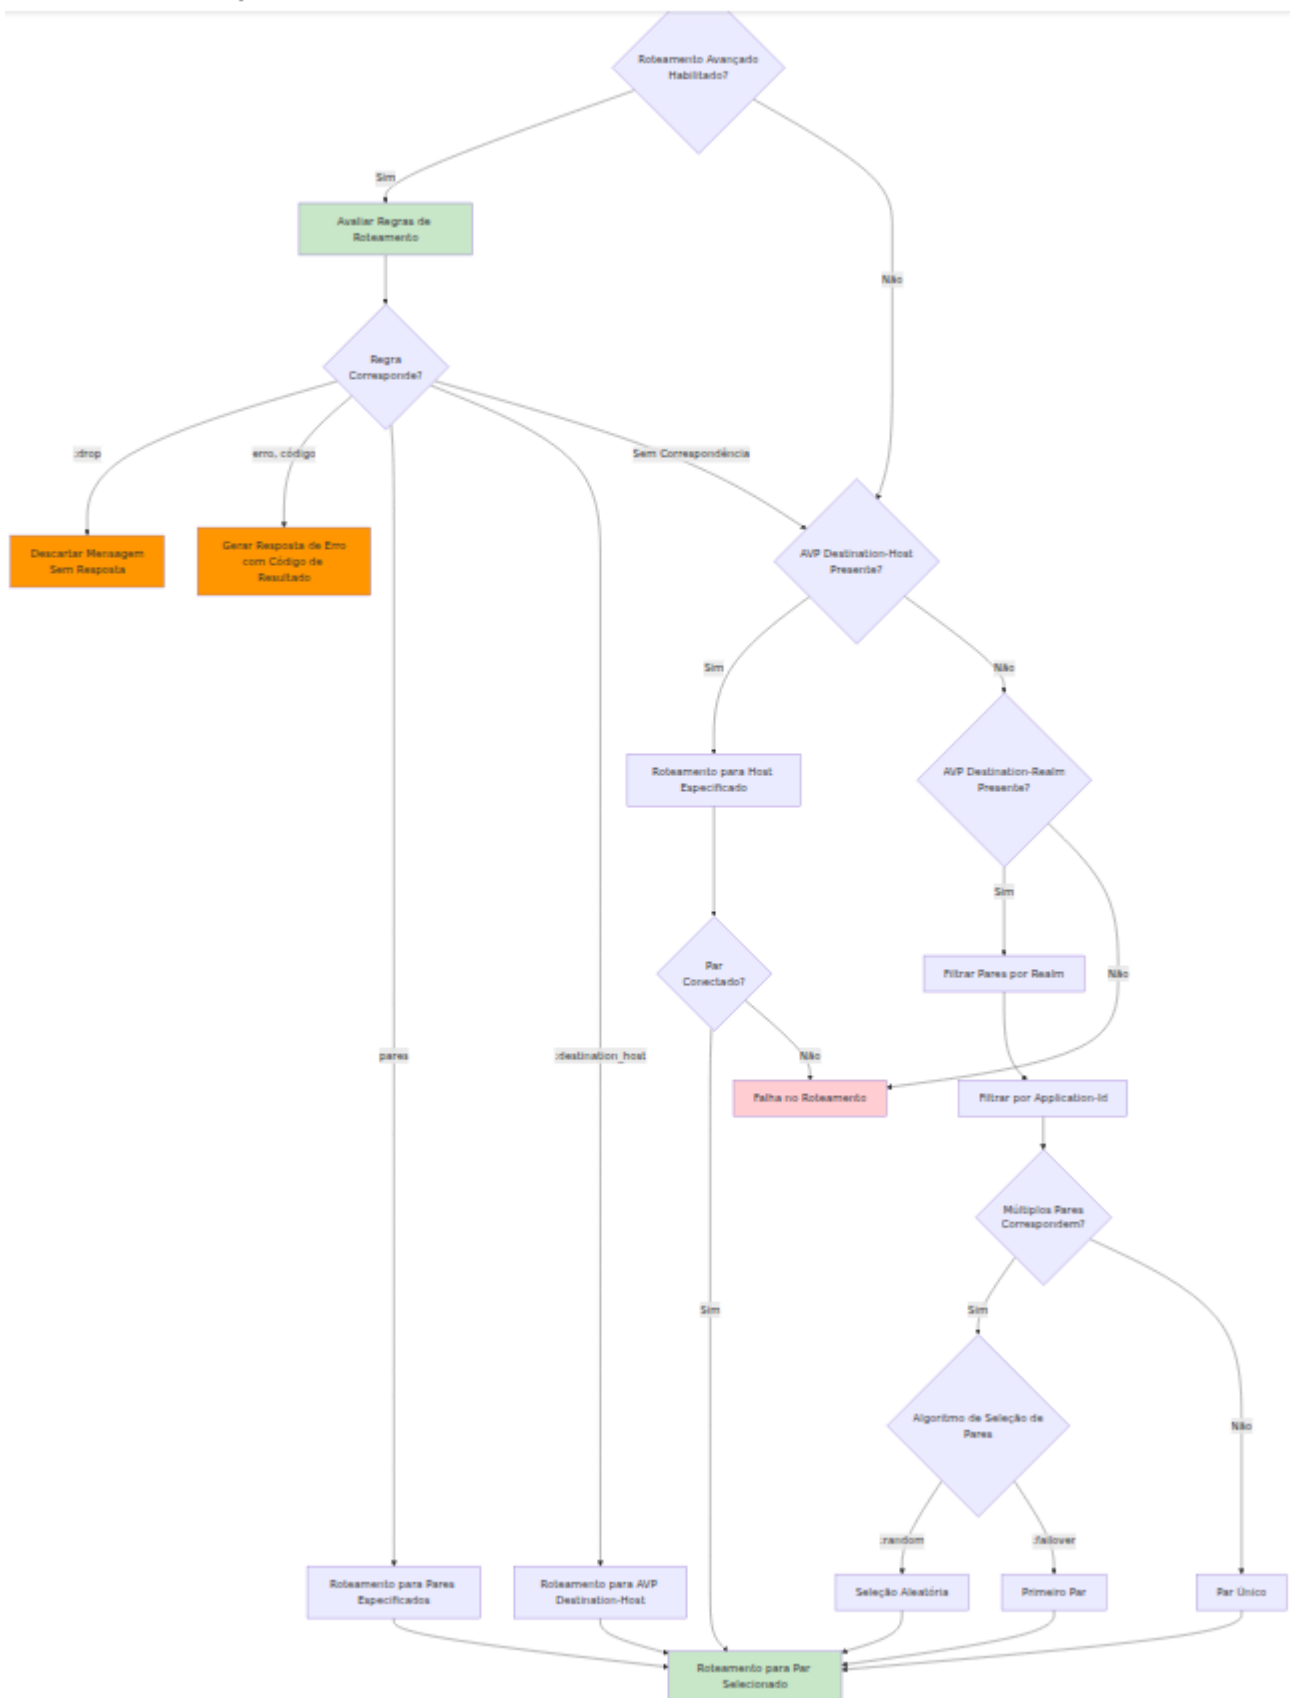 Roteamento Avançado
Habilitado?
Sim
Avaliar Regras de
Roteamento
Não
Regra
Corresponde?
:drop
erro, código
Sem Correspondência
Descartar Mensagem
Sem Resposta
Gerar Resposta de Erro
com Código de
Resultado
AVP Destination-Host
Presente?
Sim
Não
Roteamento para Host
Especificado
AVP Destination-Realm
Presente?
Sim
Par
Conectado?
Filtrar Pares por Realm
Não
pares
:destination_host
Não
Falha no Roteamento
Filtrar por Application-Id
Múltiplos Pares
Correspondem?
Sim
Sim
Algoritmo de Seleção de
Pares
Não
:random
:failover
Roteamento para Pares
Especificados
Roteamento para AVP
Destination-Host
Seleção Aleatória
Primeiro Par
Par Único
Roteamento para Par
Selecionado